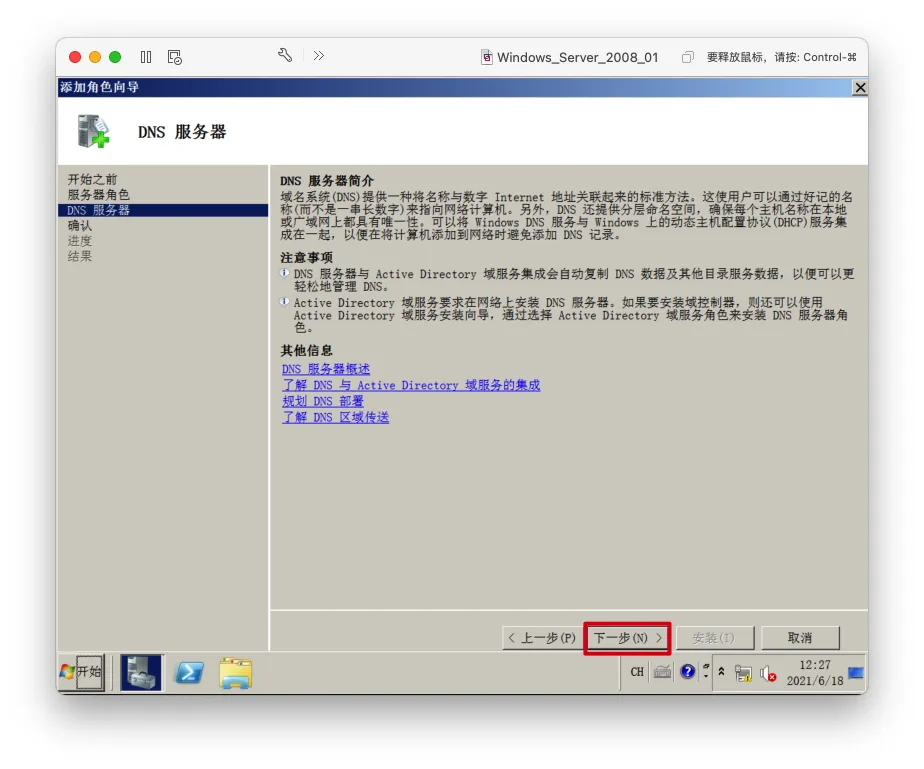 Windows_Server_2008_01
要释放鼠标，请按: Control-⌘
添加角色向导
DNS 服务器
开始之前
服务器角色
DNS 服务器
确认
进度
结果
DNS 服务器简介
域名系统(DNS)提供一种将名称与数字 Internet 地址关联起来的标准方法。这使用户可以通过好记的名
称(而不是一串长数字)来指向网络计算机。另外，DNS 还提供分层命名空间，确保每个主机名称在本地
或广域网上都具有唯一性。可以将 Windows DNS 服务与 Windows 上的动态主机配置协议(DHCP)服务集
成在一起，以便在将计算机添加到网络时避免添加 DNS 记录。
注意事项
DNS 服务器与 Active Directory 域服务集成会自动复制 DNS 数据及其他目录服务数据，以便可以更
轻松地管理 DNS。
Active Directory 域服务要求在网络上安装 DNS 服务器。如果要安装域控制器，则还可以使用
Active Directory 域服务安装向导，通过选择 Active Directory 域服务角色来安装 DNS 服务器角
色。
其他信息
DNS 服务器概述
了解 DNS 与 Active Directory 域服务的集成
规划 DNS 部署
了解 DNS 区域传送
< 上一步(P)
下一步(N) >
安装(I)
取消
开始
CH
12:27
2021/6/18